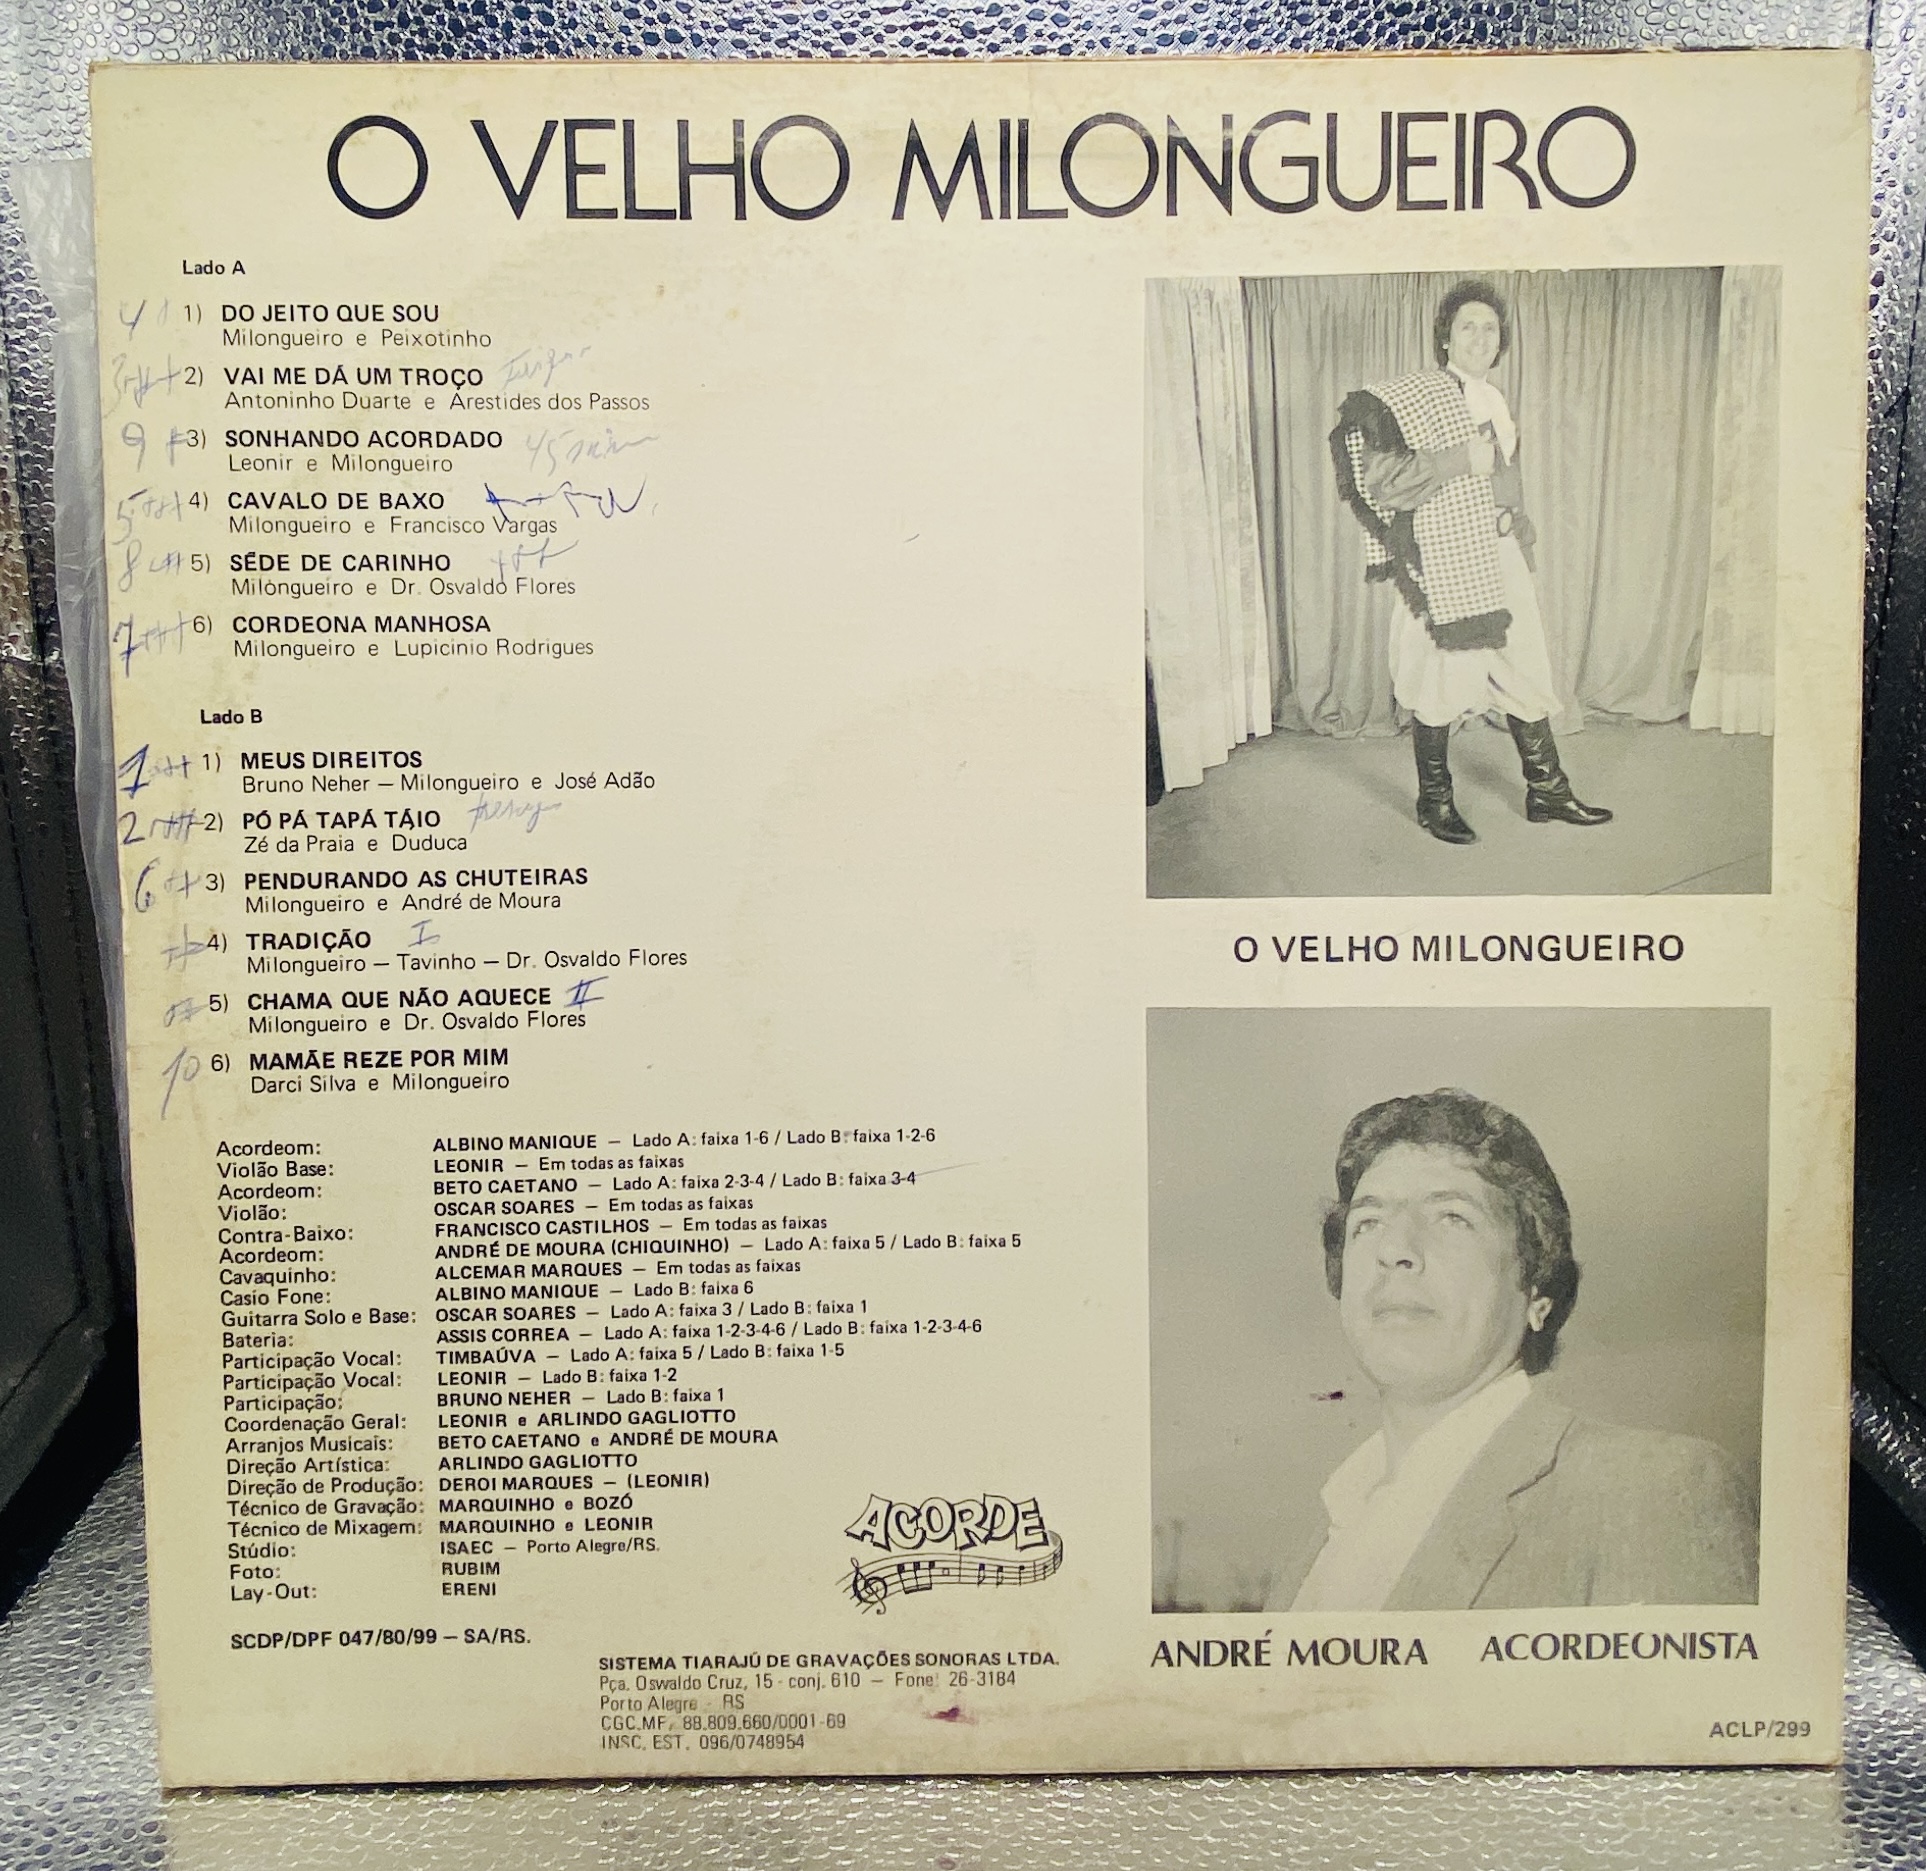 O VELHO MILONGUEIRO
Lado A
4 1) DO JEITO QUE SOU
Milongueiro e Peixotinho
2) VAI ME DÁ UM TROÇO
Antoninho Duarte e Arestides dos Passos
9 3) SONHANDO ACORDADO
Leonir e Milongueiro
5 4) CAVALO DE BAXO
Milongueiro e Francisco Vargas
8 5) SÊDE DE CARINHO
Milongueiro e Dr. Osvaldo Flores
7 6) CORDEONA MANHOSA
Milongueiro e Lupicinio Rodrigues
Lado B
1 1) MEUS DIREITOS
Bruno Neher – Milongueiro e José Adão
2 2) PÓ PÁ TAPÁ TÁIO
Zé da Praia e Duduca
6 3) PENDURANDO AS CHUTEIRAS
Milongueiro e André de Moura
4) TRADIÇÃO I
Milongueiro – Tavinho – Dr. Osvaldo Flores
5) CHAMA QUE NÃO AQUECE II
Milongueiro e Dr. Osvaldo Flores
10 6) MAMÃE REZE POR MIM
Darci Silva e Milongueiro
Acordeom: ALBINO MANIQUE – Lado A: faixa 1-6 / Lado B: faixa 1-2-6
Violão Base: LEONIR – Em todas as faixas
Acordeom: BETO CAETANO – Lado A: faixa 2-3-4 / Lado B: faixa 3-4
Violão: OSCAR SOARES – Em todas as faixas
Contra-Baixo: FRANCISCO CASTILHOS – Em todas as faixas
Acordeom: ANDRÉ DE MOURA (CHIQUINHO) – Lado A: faixa 5 / Lado B: faixa 5
Cavaquinho: ALCEMAR MARQUES – Em todas as faixas
Casio Fone: ALBINO MANIQUE – Lado B: faixa 6
Guitarra Solo e Base: OSCAR SOARES – Lado A: faixa 3 / Lado B: faixa 1
Bateria: ASSIS CORREA – Lado A: faixa 1-2-3-4-6 / Lado B: faixa 1-2-3-4-6
Participação Vocal: TIMBAÚVA – Lado A: faixa 5 / Lado B: faixa 1-5
Participação Vocal: LEONIR – Lado B: faixa 1-2
Participação: BRUNO NEHER – Lado B: faixa 1
Coordenação Geral: LEONIR e ARLINDO GAGLIOTTO
Arranjos Musicais: BETO CAETANO e ANDRÉ DE MOURA
Direção Artística: ARLINDO GAGLIOTTO
Direção de Produção: DEROI MARQUES – (LEONIR)
Técnico de Gravação: MARQUINHO e BOZÓ
Técnico de Mixagem: MARQUINHO e LEONIR
Stúdio: ISAEC – Porto Alegre/RS.
Foto: RUBIM
Lay-Out: ERENI
SCDP/DPF 047/80/99 – SA/RS.
ACORDE
SISTEMA TIARAJÚ DE GRAVAÇÕES SONORAS LTDA.
Pça. Oswaldo Cruz, 15 - conj. 610 – Fone: 26-3184
Porto Alegre - RS
CGC.MF. 88.809.660/0001-69
INSC. EST. 096/0748954
O VELHO MILONGUEIRO
ANDRÉ MOURA ACORDEONISTA
ACLP/299